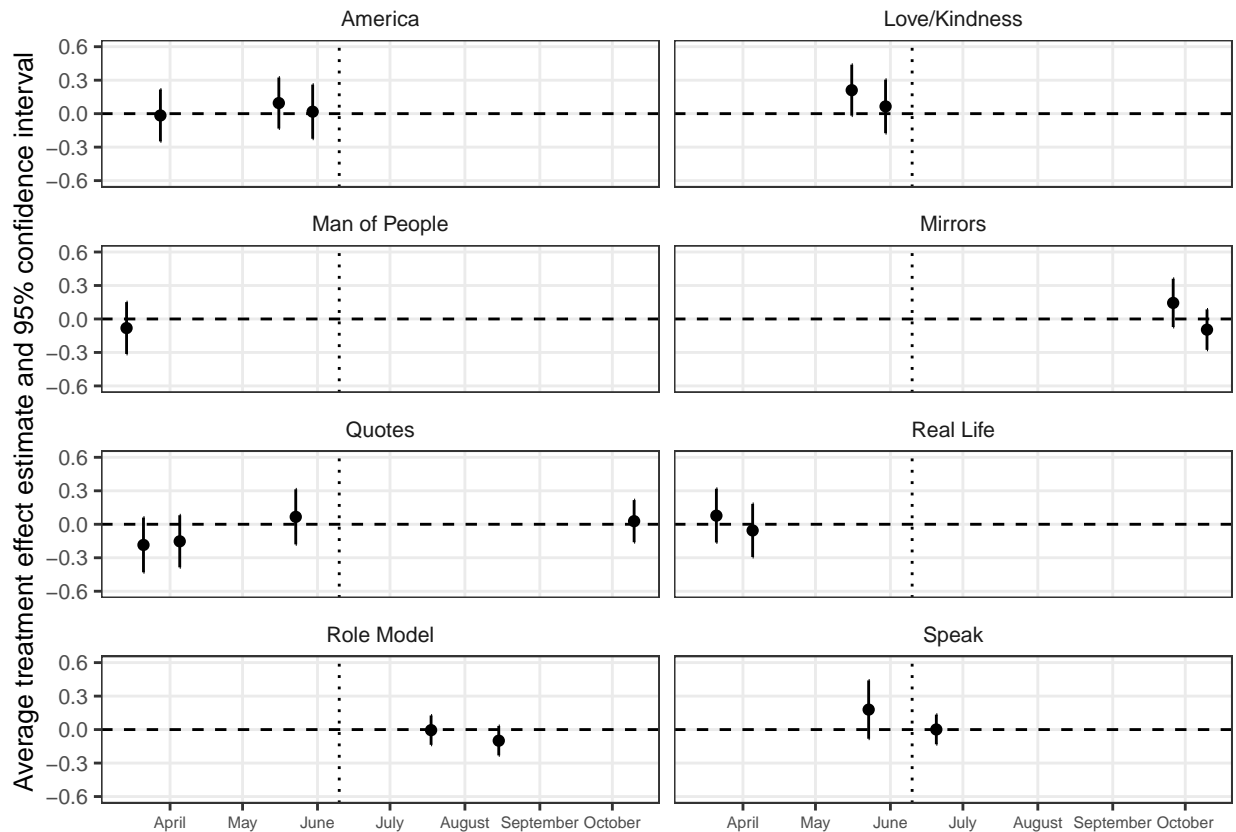 Average treatment effect estimate and 95% confidence interval
America
Love/Kindness
0.6
0.3
0.0
−0.3
−0.6
Man of People
Mirrors
0.6
0.3
0.0
−0.3
−0.6
Quotes
Real Life
0.6
0.3
0.0
−0.3
−0.6
Role Model
Speak
0.6
0.3
0.0
−0.3
−0.6
April May June July August September October
April May June July August September October